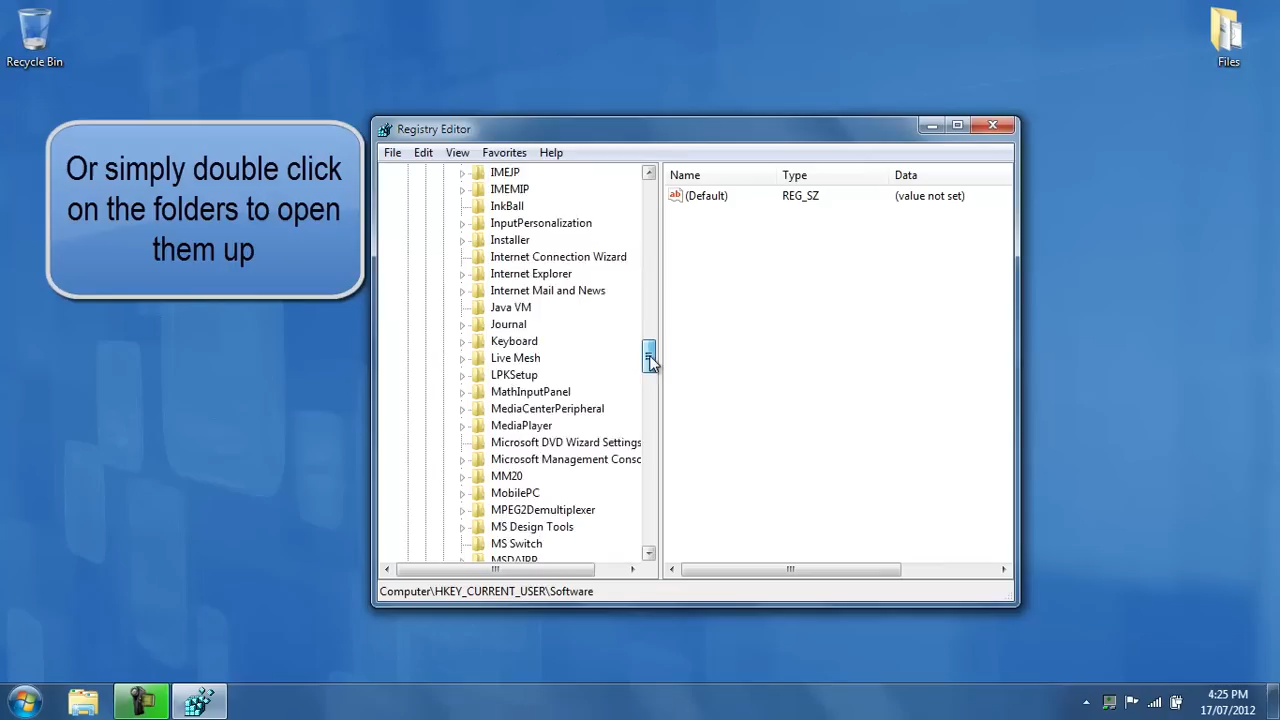 Recycle Bin
Files
Or simply double click
on the folders to open
them up
Registry Editor
File Edit View Favorites Help
IMEJP
IMEMIP
InkBall
InputPersonalization
Installer
Internet Connection Wizard
Internet Explorer
Internet Mail and News
Java VM
Journal
Keyboard
Live Mesh
LPKSetup
MathInputPanel
MediaCenterPeripheral
MediaPlayer
Microsoft DVD Wizard Settings
Microsoft Management Consc
MM20
MobilePC
MPEG2Demultiplexer
MS Design Tools
MS Switch
MSDAIPP
Name Type Data
ab (Default) REG_SZ (value not set)
Computer\HKEY_CURRENT_USER\Software
4:25 PM
17/07/2012